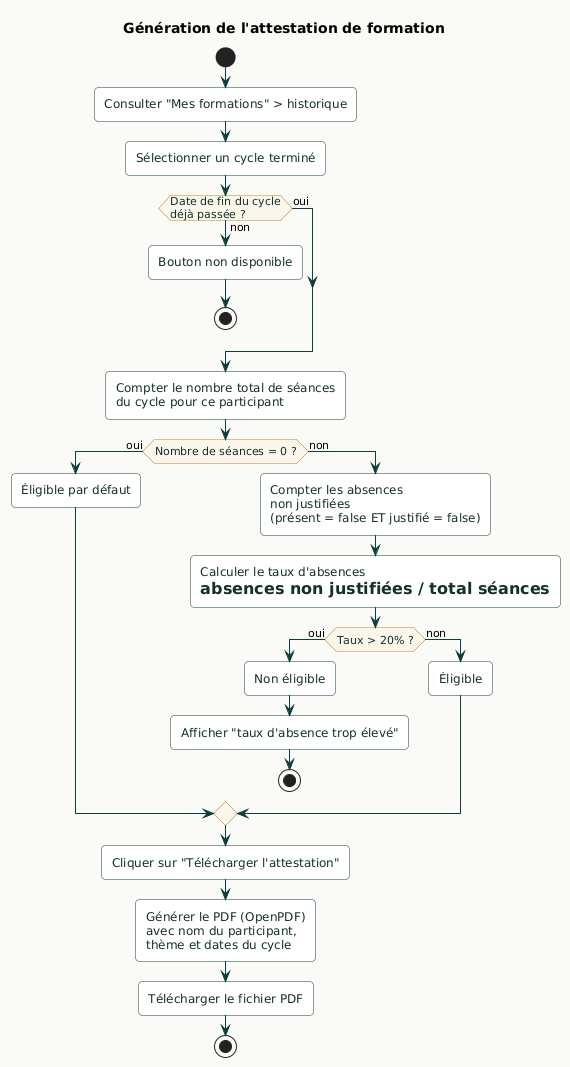 Génération de l'attestation de formation
Consulter "Mes formations" > historique
Sélectionner un cycle terminé
Date de fin du cycle
déjà passée ?
oui
non
Bouton non disponible
Compter le nombre total de séances
du cycle pour ce participant
oui
Nombre de séances = 0 ?
non
Éligible par défaut
Compter les absences
non justifiées
(présent = false ET justifié = false)
Calculer le taux d'absences
absences non justifiées / total séances
oui
Taux > 20% ?
non
Non éligible
Éligible
Afficher "taux d'absence trop élevé"
Cliquer sur "Télécharger l'attestation"
Générer le PDF (OpenPDF)
avec nom du participant,
thème et dates du cycle
Télécharger le fichier PDF